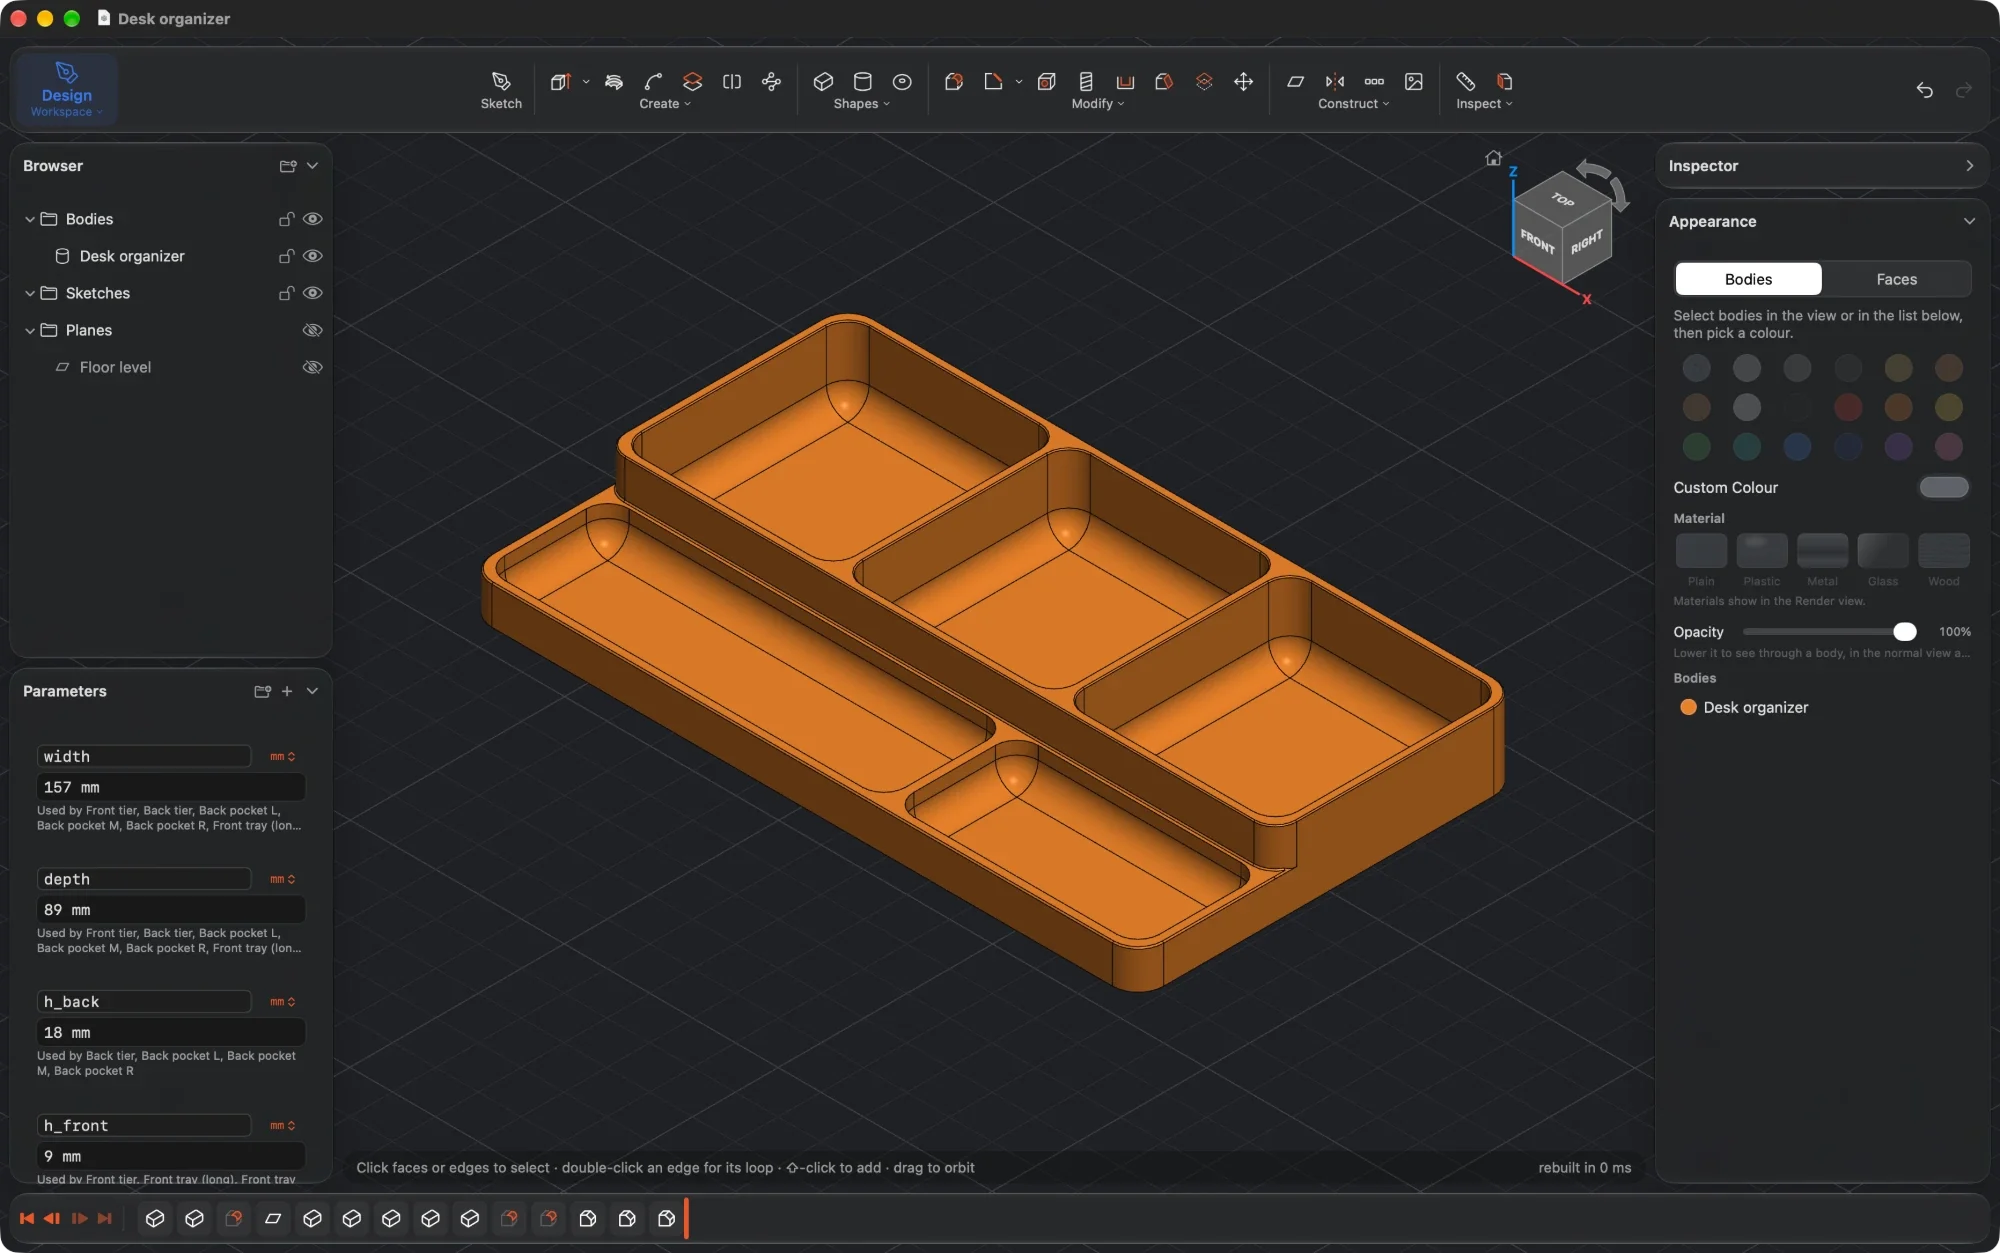 Desk organizer
Design
Workspace
Sketch
Create
Shapes
Modify
Construct
Inspect
Browser
Bodies
Desk organizer
Sketches
Planes
Floor level
Parameters
width mm
157 mm
Used by Front tier, Back tier, Back pocket L,
Back pocket M, Back pocket R, Front tray (lon...
depth mm
89 mm
Used by Front tier, Back tier, Back pocket L,
Back pocket M, Back pocket R, Front tray (lon...
h_back mm
18 mm
Used by Back tier, Back pocket L, Back pocket
M, Back pocket R
h_front mm
9 mm
Used by Front tier, Front tray (long), Front tray
Z
TOP
FRONT
RIGHT
X
Click faces or edges to select · double-click an edge for its loop · ⇧-click to add · drag to orbit
rebuilt in 0 ms
Inspector
Appearance
Bodies Faces
Select bodies in the view or in the list below,
then pick a colour.
Custom Colour
Material
Plain Plastic Metal Glass Wood
Materials show in the Render view.
Opacity 100%
Lower it to see through a body, in the normal view a...
Bodies
Desk organizer